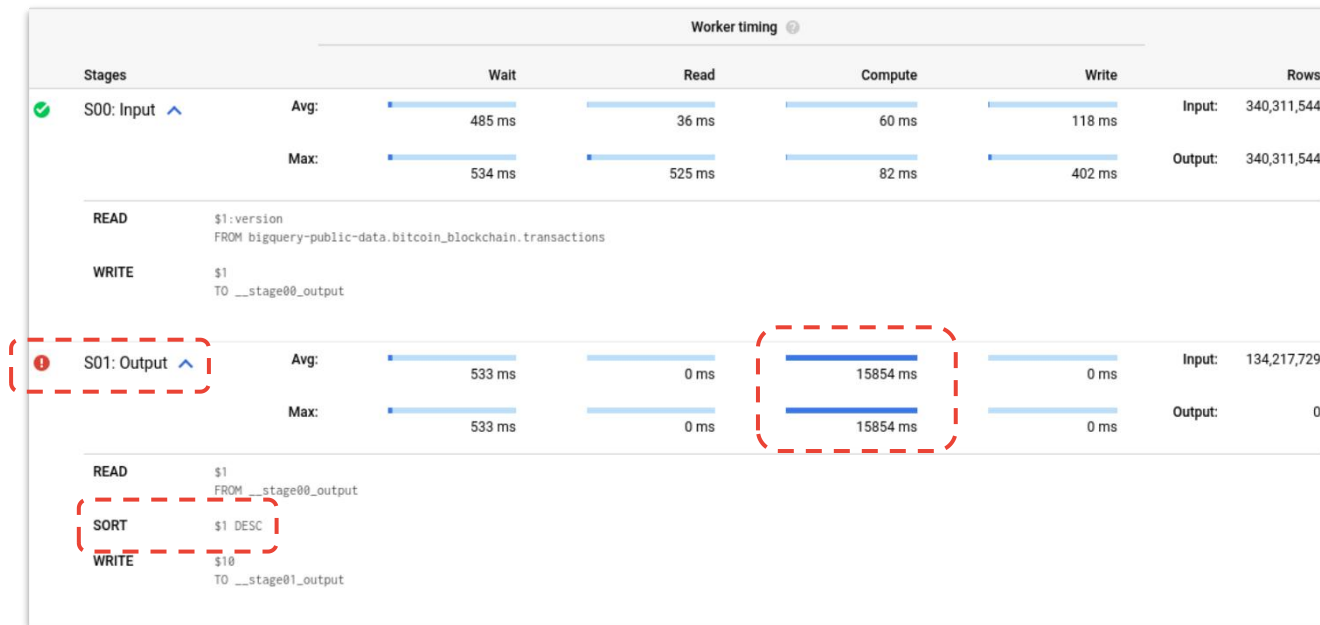 Worker timing ?
Stages Wait Read Compute Write Rows
S00: Input Avg: 485 ms 36 ms 60 ms 118 ms Input: 340,311,544
Max: 534 ms 525 ms 82 ms 402 ms Output: 340,311,544
READ $1:version
FROM bigquery-public-data.bitcoin_blockchain.transactions
WRITE $1
TO __stage00_output
! S01: Output Avg: 533 ms 0 ms 15854 ms 0 ms Input: 134,217,729
Max: 533 ms 0 ms 15854 ms 0 ms Output: 0
READ $1
FROM __stage00_output
SORT $1 DESC
WRITE $10
TO __stage01_output